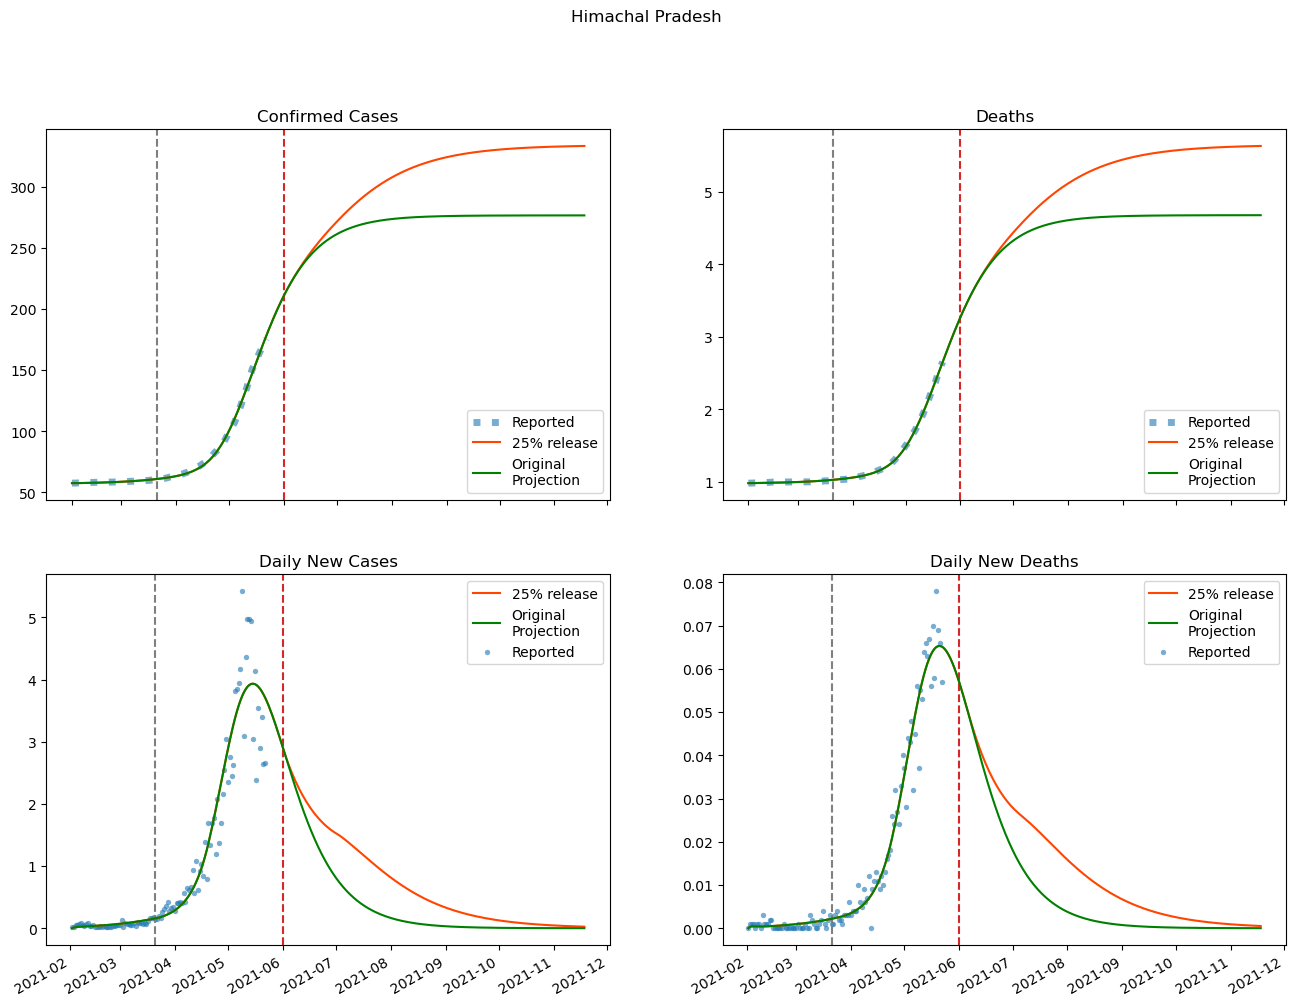 Himachal Pradesh
Confirmed Cases
300
250
200
150
100
50
Reported
25% release
Original
Projection
Deaths
5
4
3
2
1
Reported
25% release
Original
Projection
Daily New Cases
5
4
3
2
1
0
25% release
Original
Projection
Reported
2021-02
2021-03
2021-04
2021-05
2021-06
2021-07
2021-08
2021-09
2021-10
2021-11
2021-12
Daily New Deaths
0.08
0.07
0.06
0.05
0.04
0.03
0.02
0.01
0.00
25% release
Original
Projection
Reported
2021-02
2021-03
2021-04
2021-05
2021-06
2021-07
2021-08
2021-09
2021-10
2021-11
2021-12